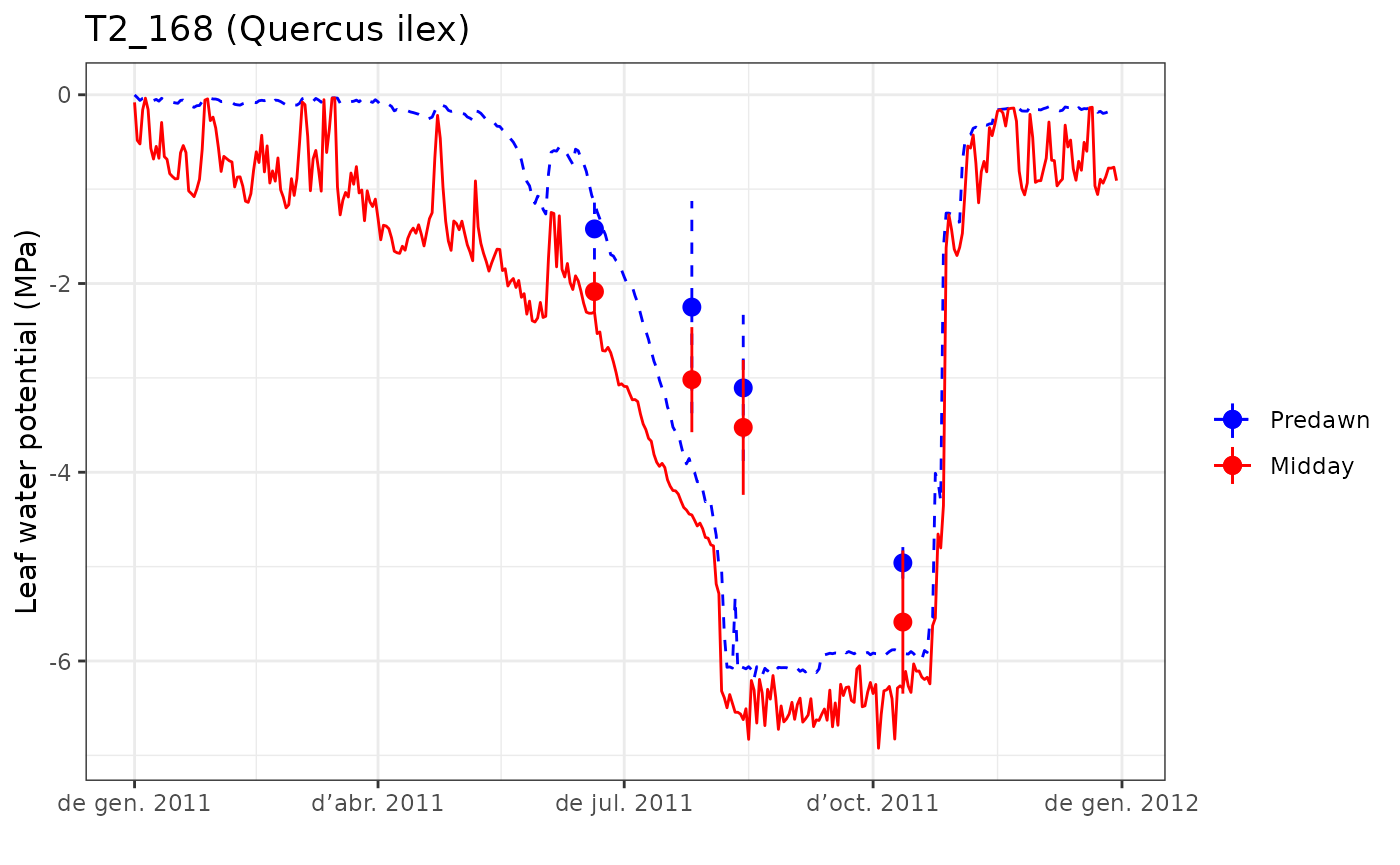 T2_168 (Quercus ilex)
Leaf water potential (MPa)
0
-2
-4
-6
de gen. 2011
d’abr. 2011
de jul. 2011
d’oct. 2011
de gen. 2012
Predawn
Midday